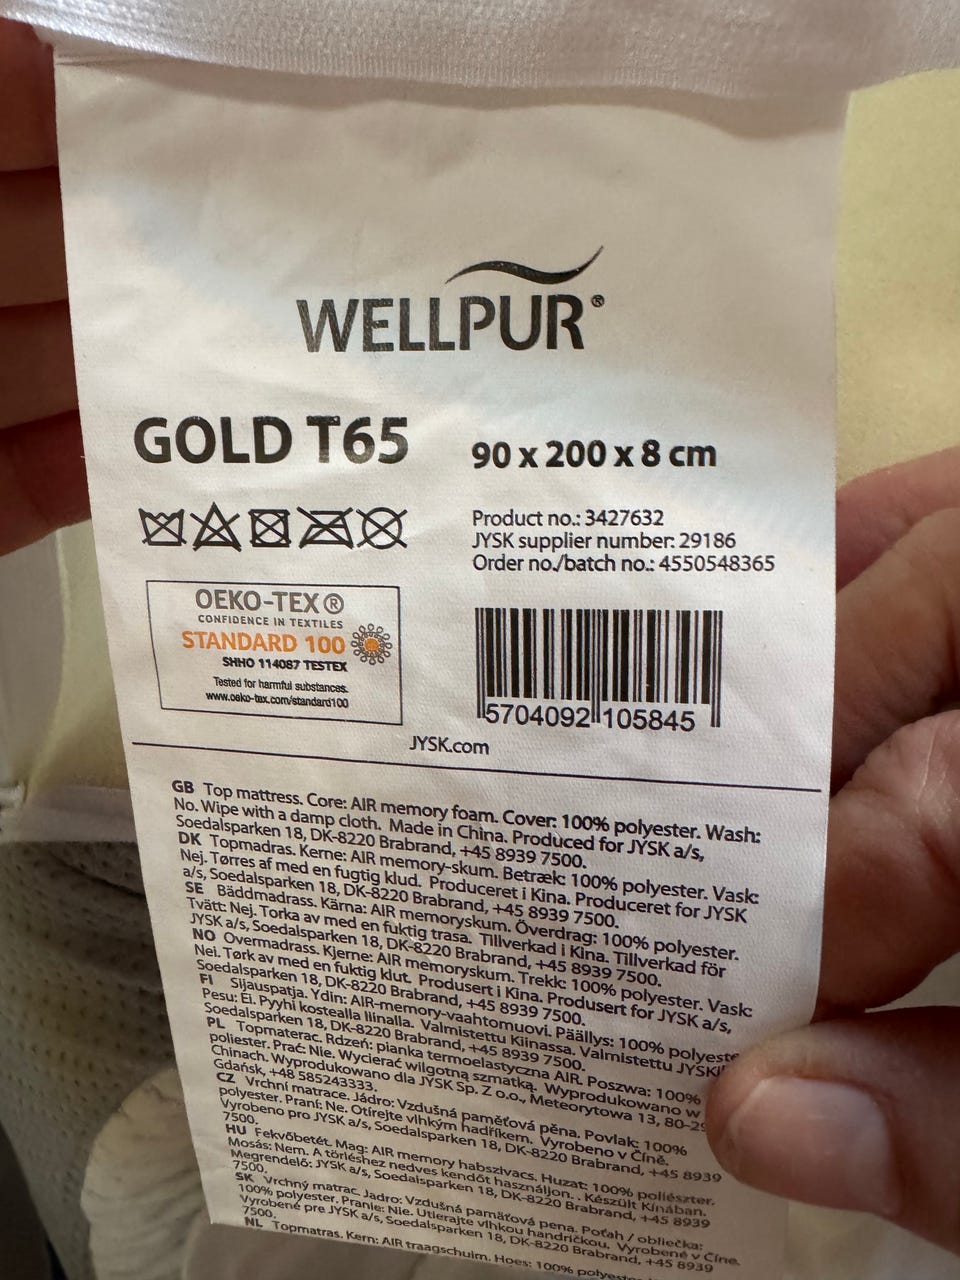 WELLPUR®
GOLD T65
90 x 200 x 8 cm
Product no.: 3427632
JYSK supplier number: 29186
Order no./batch no.: 4550548365
OEKO-TEX®
CONFIDENCE IN TEXTILES
STANDARD 100
SHHO 114087 TESTEX
Tested for harmful substances.
www.oeko-tex.com/standard100
5704092 105845
JYSK.com
GB Top mattress. Core: AIR memory foam. Cover: 100% polyester. Wash:
No. Wipe with a damp cloth. Made in China. Produced for JYSK a/s,
Soedalsparken 18, DK-8220 Brabrand, +45 8939 7500.
DK Topmadras. Kerne: AIR memory-skum. Betræk: 100% polyester. Vask:
Nej. Tørres af med en fugtig klud. Produceret i Kina. Produceret for JYSK
a/s, Soedalsparken 18, DK-8220 Brabrand, +45 8939 7500.
SE Bäddmadrass. Kärna: AIR memoryskum. Överdrag: 100% polyester.
Tvätt: Nej. Torka av med en fuktig trasa. Tillverkad i Kina. Tillverkad för
JYSK a/s, Soedalsparken 18, DK-8220 Brabrand, +45 8939 7500.
NO Overmadrass. Kjerne: AIR memoryskum. Trekk: 100% polyester. Vask:
Nei. Tørk av med en fuktig klut. Produsert i Kina. Produsert for JYSK a/s,
Soedalsparken 18, DK-8220 Brabrand, +45 8939 7500.
FI Sijauspatja. Ydin: AIR-memory-vaahtomuovi. Päällys: 100% polyeste
Pesu: Ei. Pyyhi kostealla liinalla. Valmistettu Kiinassa. Valmistettu JYSKi
Soedalsparken 18, DK-8220 Brabrand, +45 8939 7500.
PL Topmaterac. Rdzeń: pianka termoelastyczna AIR. Poszwa: 100%
poliester. Prać: Nie. Wycierać wilgotną szmatką. Wyprodukowano w
Chinach. Wyprodukowano dla JYSK Sp. Z o.o., Meteorytowa 13, 80-29
Gdańsk, +48 585243333.
CZ Vrchní matrace. Jádro: Vzdušná paměťová pěna. Povlak: 100%
polyester. Praní: Ne. Otírejte vlhkým hadříkem. Vyrobeno v Číně.
Vyrobeno pro JYSK a/s, Soedalsparken 18, DK-8220 Brabrand, +45 8939
7500.
HU Fekvőbetét. Mag: AIR memory habszivacs. Huzat: 100% poliészter.
Mosás: Nem. A törléshez nedves kendőt használjon. . Készült Kínában.
Megrendelő: JYSK a/s, Soedalsparken 18, DK-8220 Brabrand, +45 8939
7500.
SK Vrchný matrac. Jadro: Vzdušná pamäťová pena. Poťah / obliečka:
100% polyester. Pranie: Nie. Utierajte vlhkou handričkou. Vyrobené v Číne.
Vyrobené pre JYSK a/s, Soedalsparken 18, DK-8220 Brabrand, +45 8939
7500.
NL Topmatras. Kern: AIR traagschuim. Hoes: 100% polyester